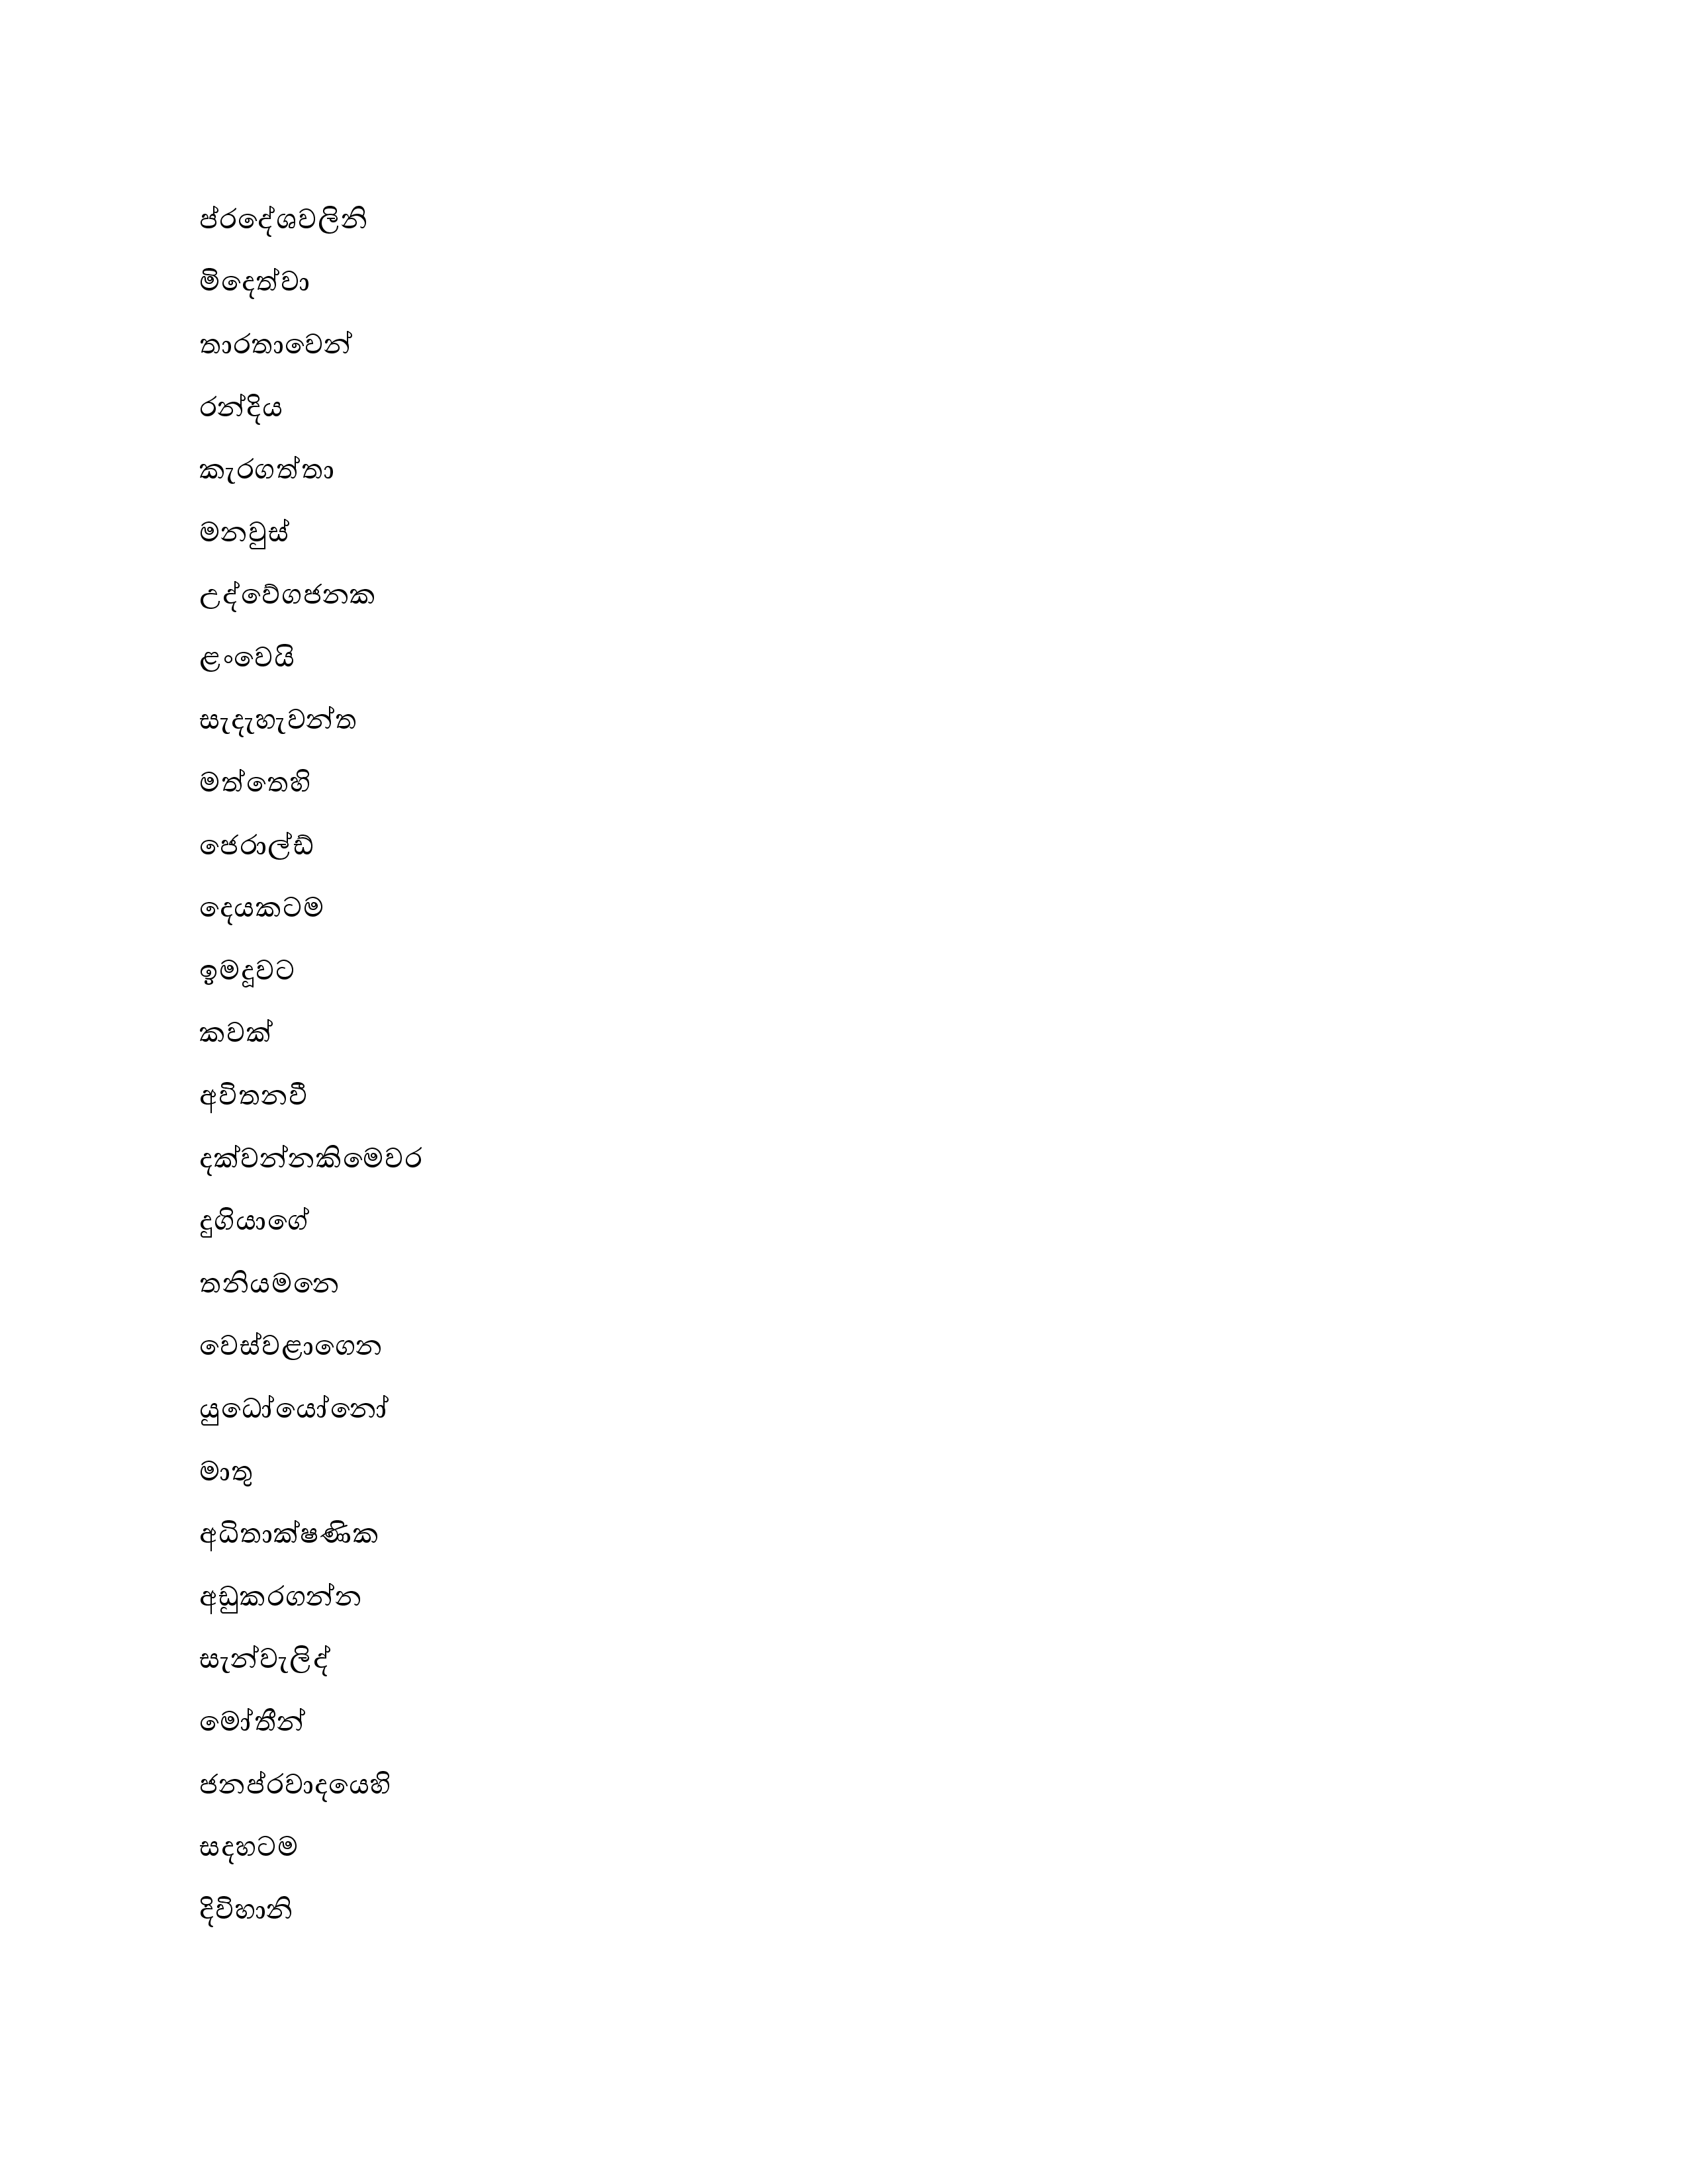 ප්රදේශවලිනි
මිදෙත්වා
තාරතාවෙන්
රන්දිය
කැරගත්තා
මනවුස්
උද්වේගජනක
ළංවෙයි
සැදැහැවන්ත
මත්තෙහි
ජෙරාල්ඩ්
දෙයකටම
ඉමදූවට
කවක්
අවිතනවී
දක්වන්නකිමෙවර
දුගියාගේ
තනියමනෙ
වෙස්වළාගෙන
යුධෝයෝනෝ
මාතු
අධිතාක්ෂණික
අඩුකරගන්න
සැන්වැලිද්
මෝතීන්
ජනප්රවාදයෙහි
සදහටම
දිවිහානි